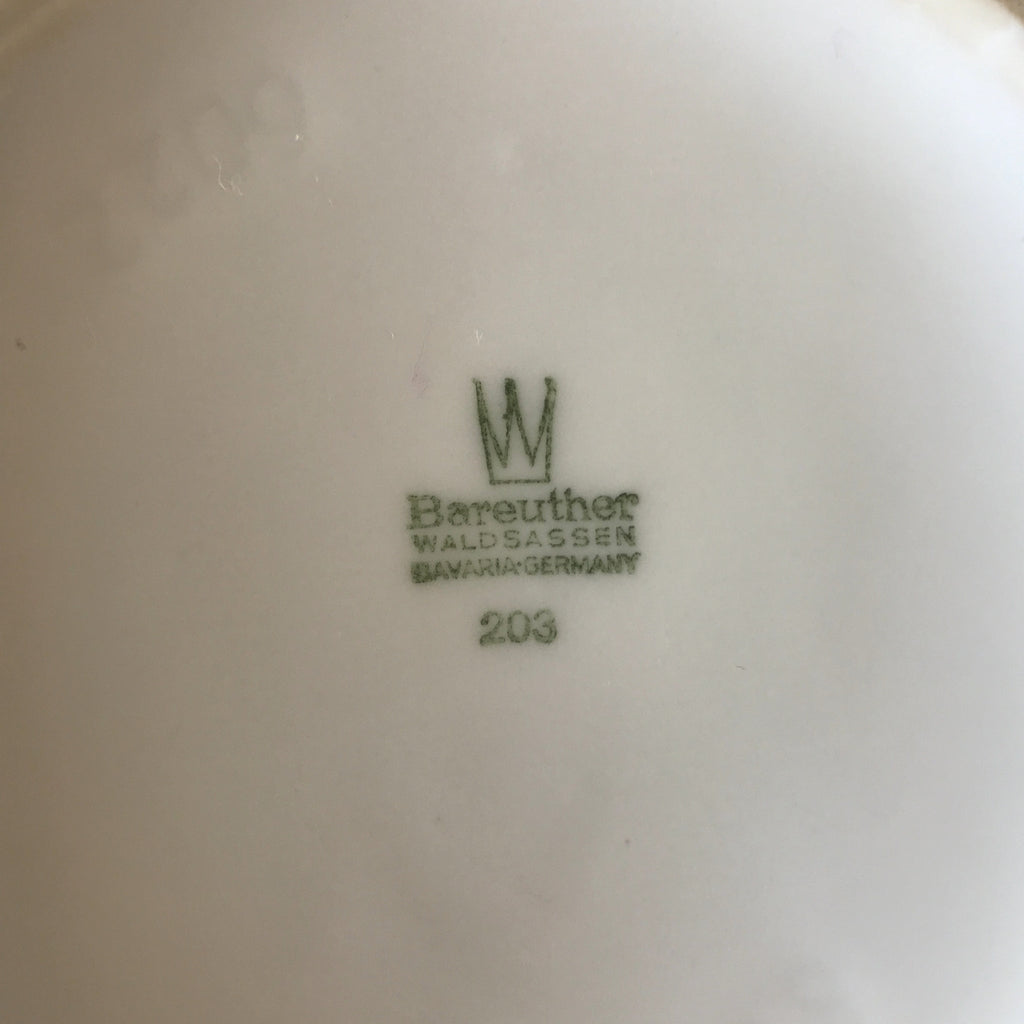 W
Bareuther
WALDSASSEN
BAVARIA·GERMANY
203